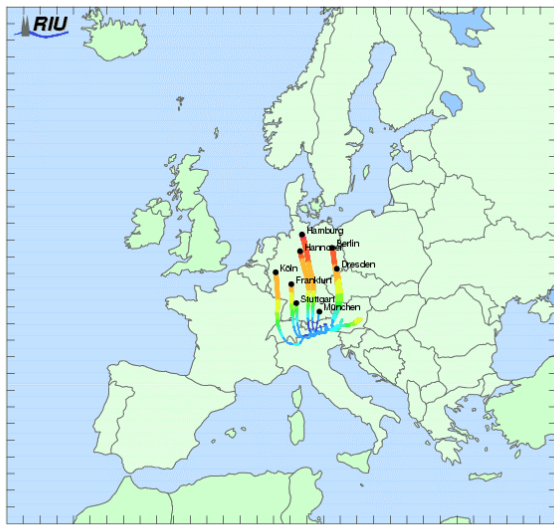 RIU
Hamburg
Hannover
Berlin
Dresden
Köln
Frankfurt
Stuttgart
München